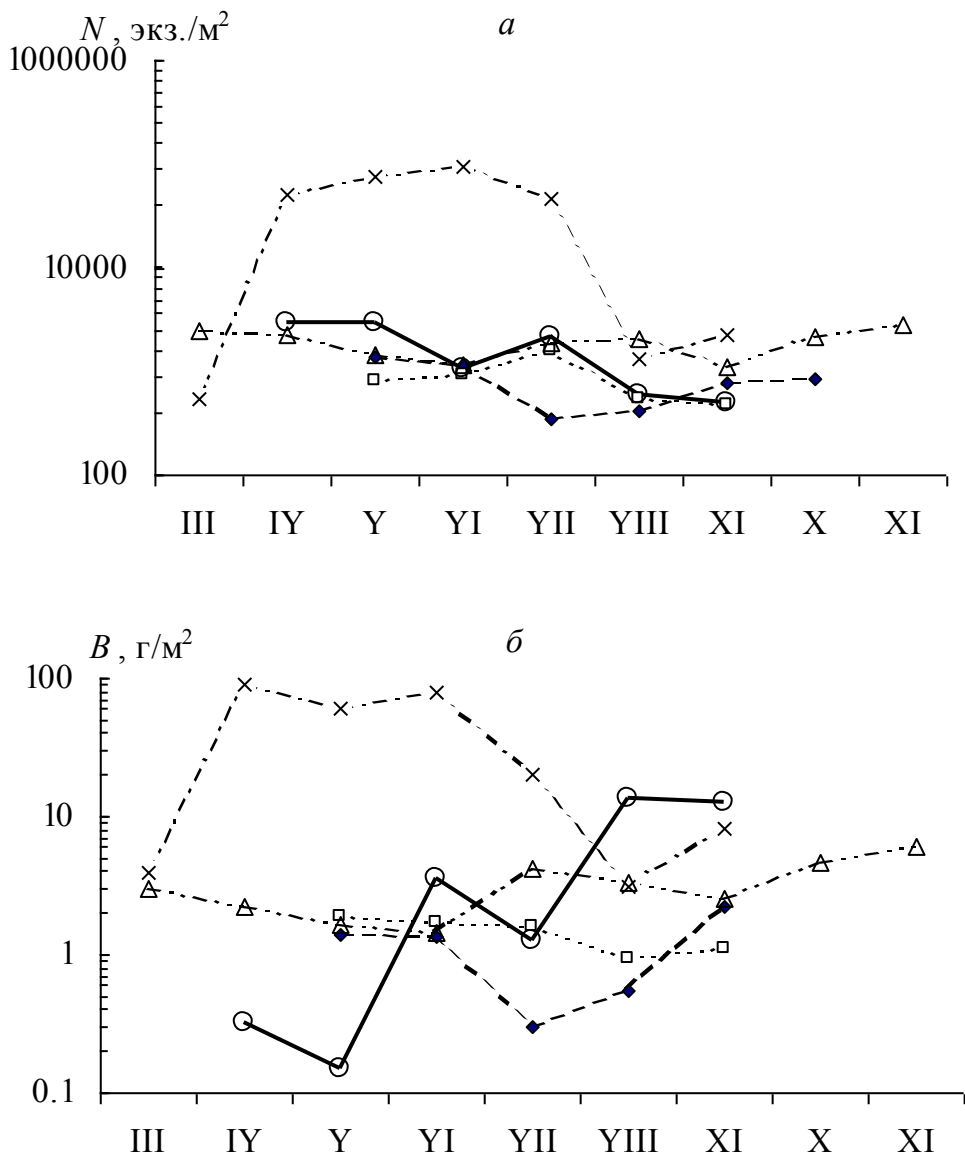 N , экз./м²
а
1000000
10000
100
III IY Y YI YII YIII XI X XI
B , г/м²
б
100
10
1
0.1
III IY Y YI YII YIII XI X XI